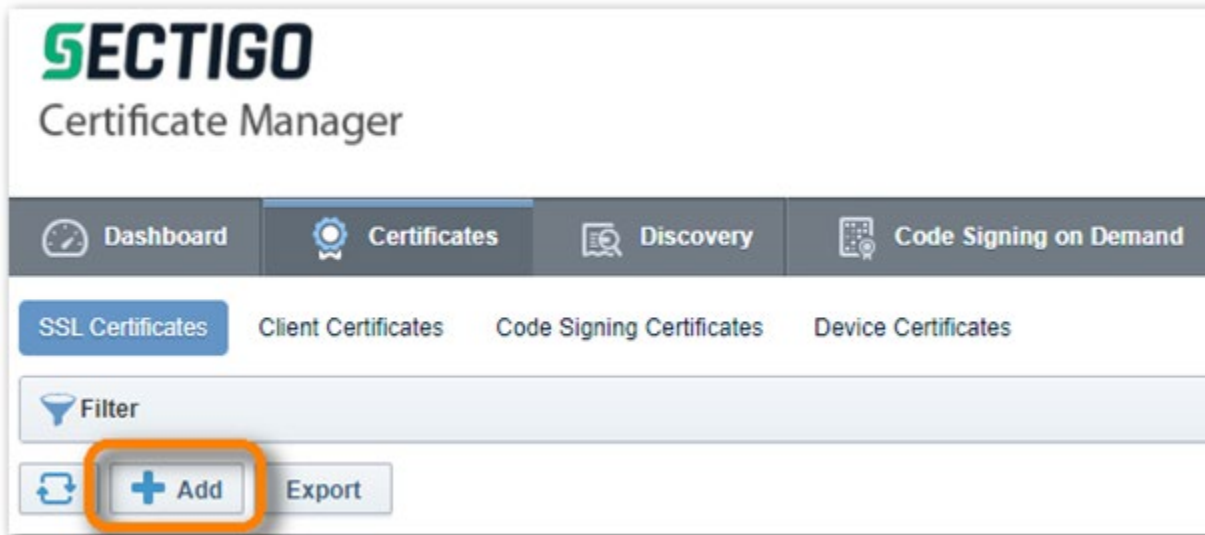 SECTIGO
Certificate Manager
Dashboard Certificates Discovery Code Signing on Demand
SSL Certificates Client Certificates Code Signing Certificates Device Certificates
Filter
Add Export